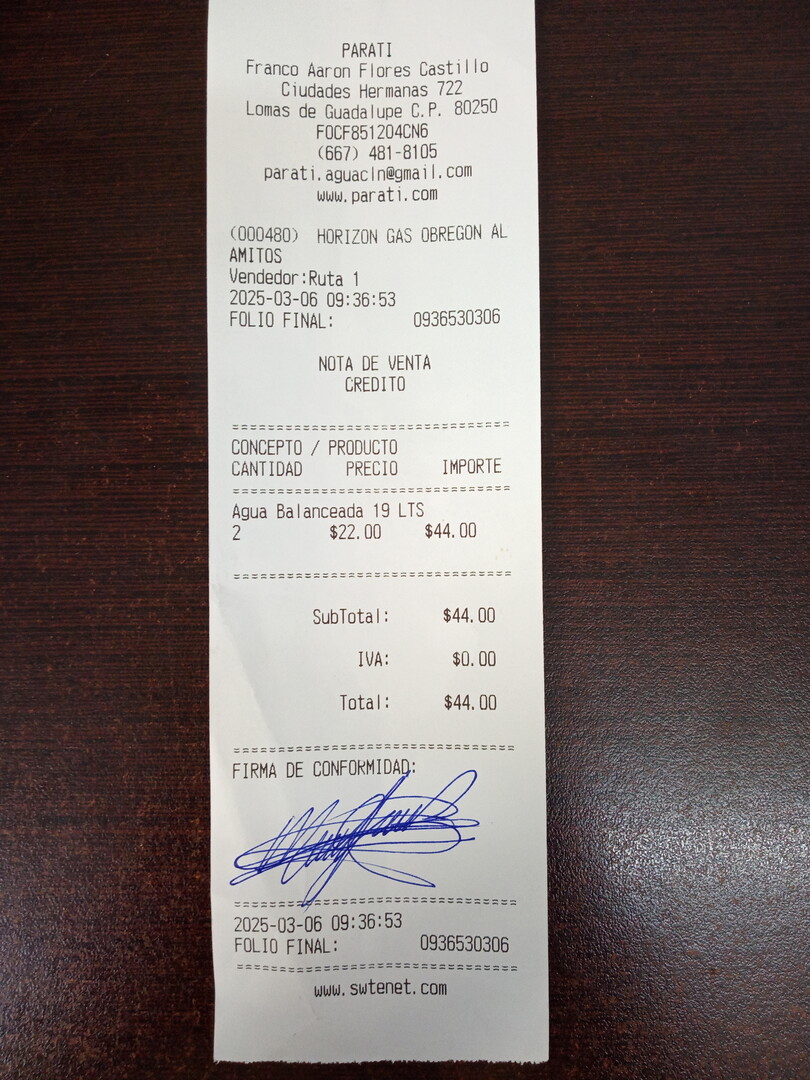 PARATI
Franco Aaron Flores Castillo
Ciudades Hermanas 722
Lomas de Guadalupe C.P. 80250
FOCF851204CN6
(667) 481-8105
parati.aguacln@gmail.com
www.parati.com
(000480) HORIZON GAS OBREGON AL
AMITOS
Vendedor:Ruta 1
2025-03-06 09:36:53
FOLIO FINAL: 0936530306
NOTA DE VENTA
CREDITO
================================
CONCEPTO / PRODUCTO
CANTIDAD PRECIO IMPORTE
================================
Agua Balanceada 19 LTS
2 $22.00 $44.00
================================
SubTotal: $44.00
IVA: $0.00
Total: $44.00
================================
FIRMA DE CONFORMIDAD:
================================
2025-03-06 09:36:53
FOLIO FINAL: 0936530306
================================
www.swtenet.com